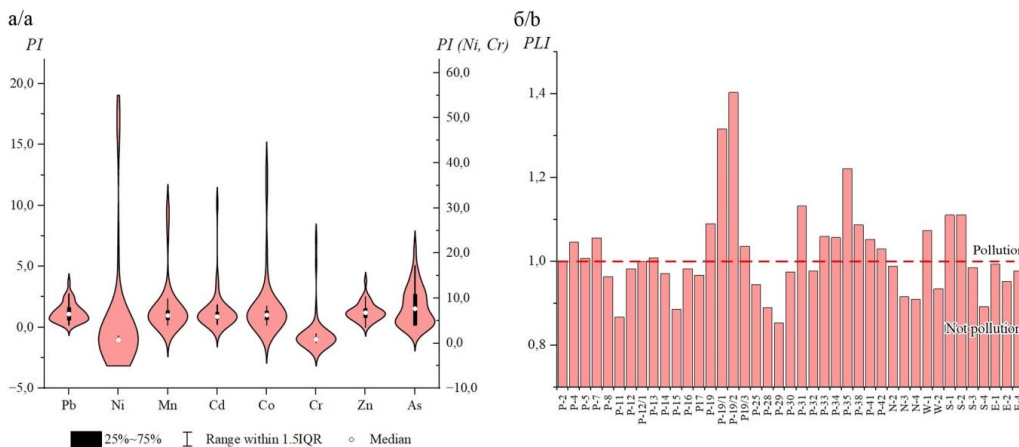 а/a
PI
PI (Ni, Cr)
20,0
15,0
10,0
5,0
0,0
−5,0
60,0
50,0
40,0
30,0
20,0
10,0
0,0
−10,0
Pb Ni Mn Cd Co Cr Zn As
25%~75% Range within 1.5IQR Median
б/b
PLI
1,4
1,2
1,0
0,8
Pollution
Not pollution
P-2 P-4 P-5 P-7 P-8 P-11 P-12 P-12/1 P-13 P-14 P-15 P-16 P17 P-19 P-19/1 P-19/2 P19/3 P-25 P-28 P-29 P-30 P-31 P-32 P-33 P-34 P-35 P-38 P-41 P-42 N-2 N-3 N-4 W-1 W-2 S-1 S-2 S-3 S-4 E-1 E-2 E-4